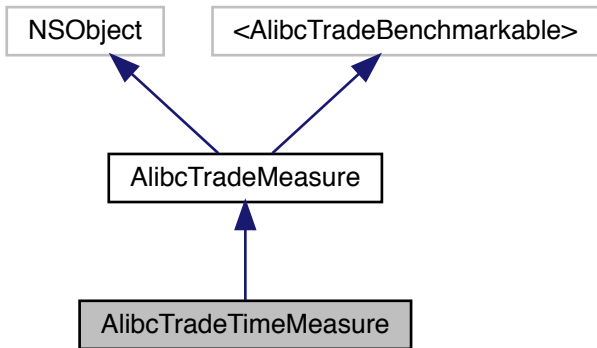 NSObject
<AlibcTradeBenchmarkable>
AlibcTradeMeasure
AlibcTradeTimeMeasure